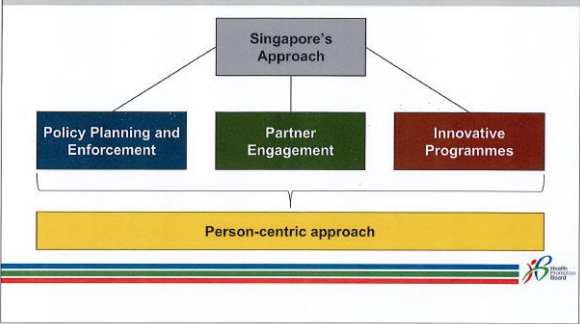 Singapore's
Approach
Policy Planning and
Enforcement
Partner
Engagement
Innovative
Programmes
Person-centric approach
Health
Promotion
Board